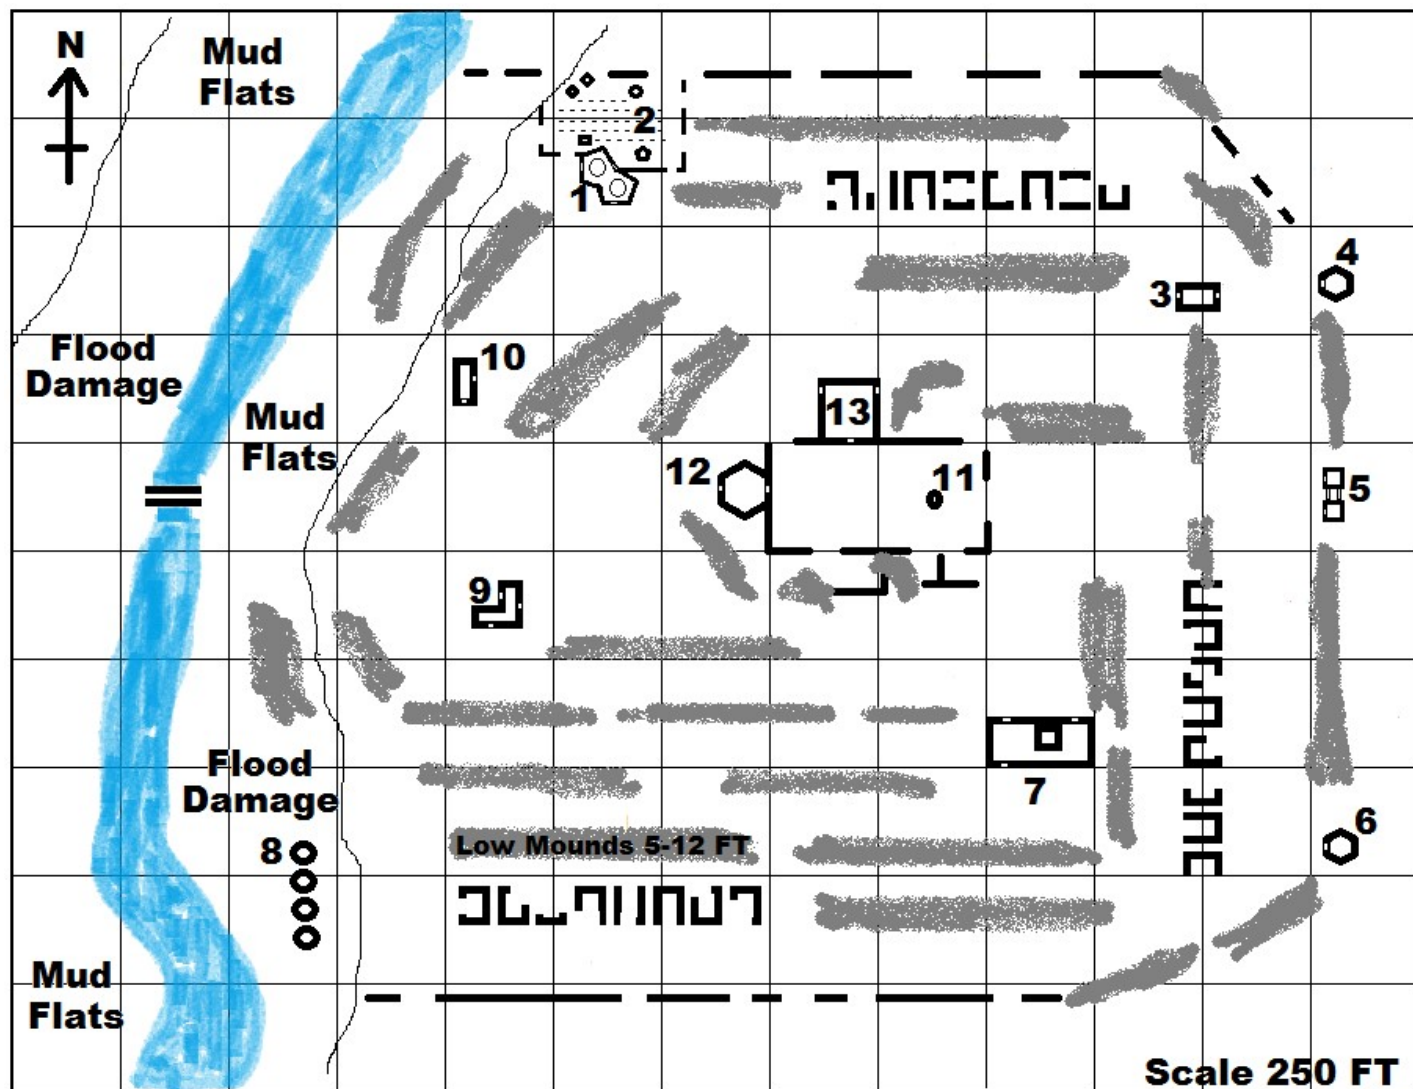 N
Mud
Flats
2
1
4
3
Flood
Damage
10
Mud
Flats
13
12
11
5
9
Flood
Damage
7
8
Low Mounds 5-12 FT
6
Mud
Flats
Scale 250 FT